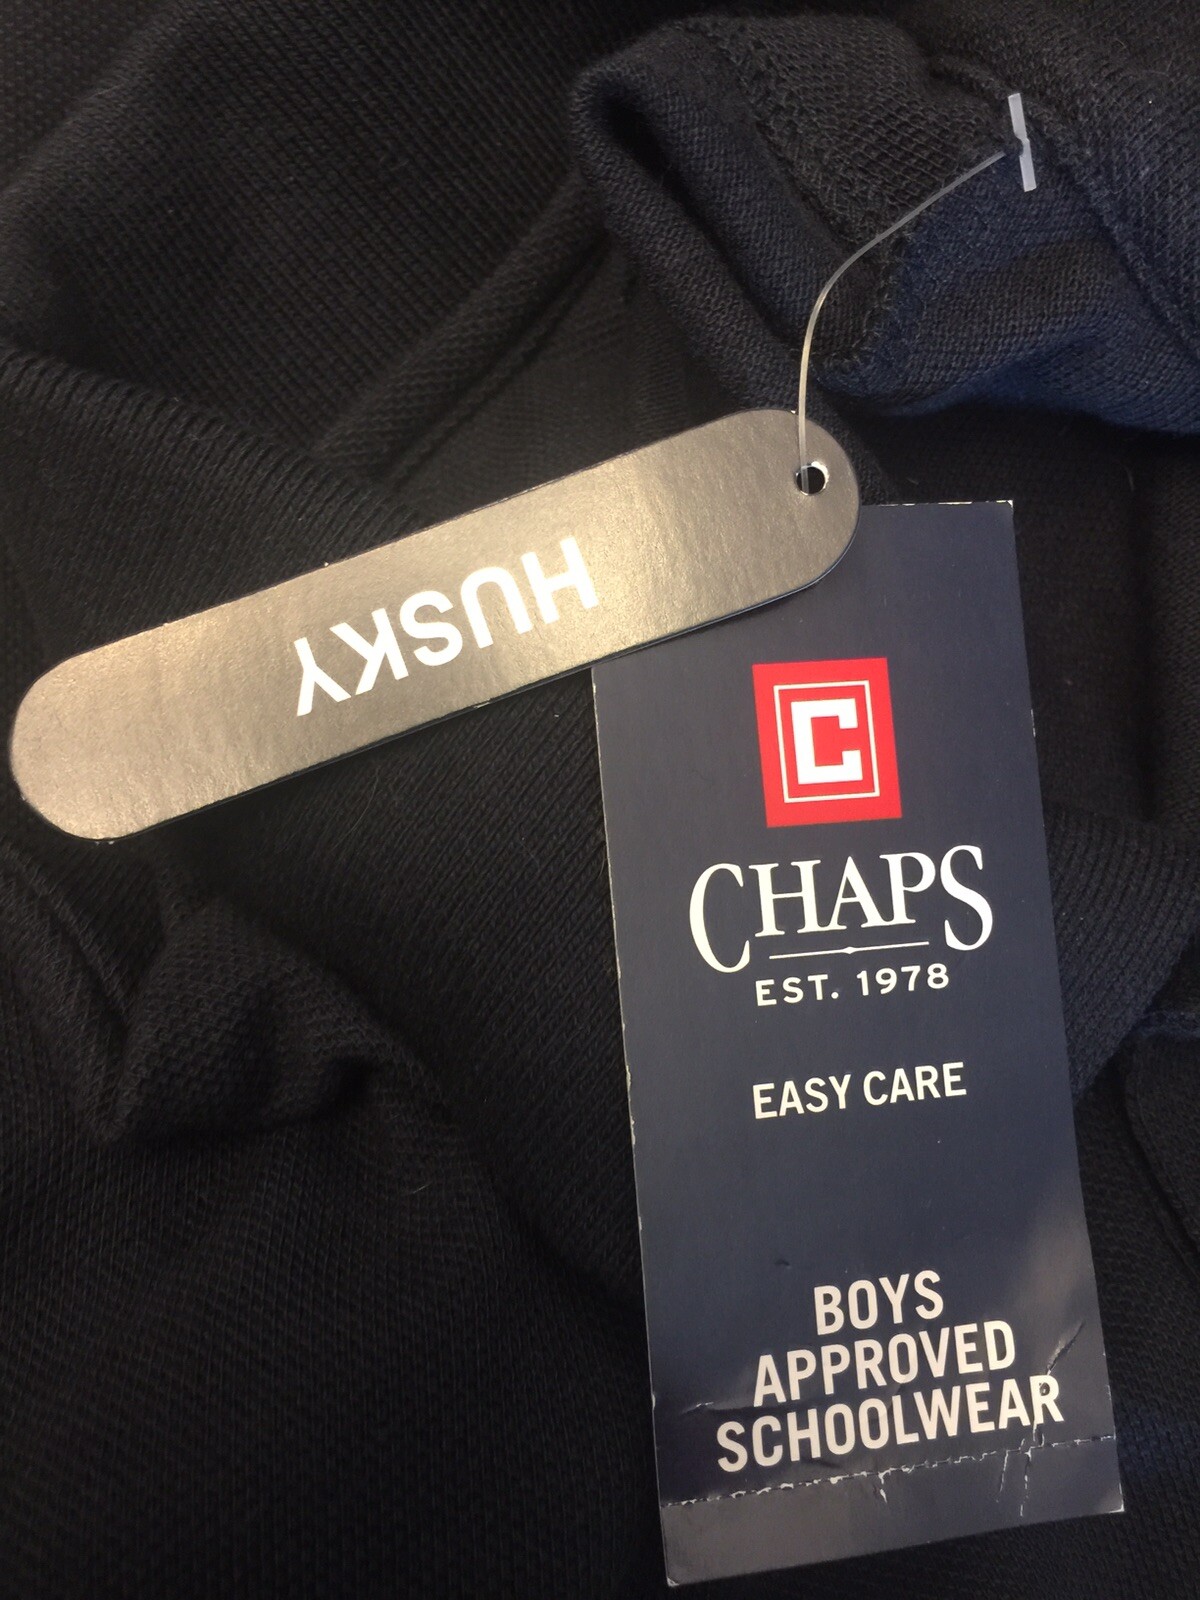 HUSKY
C
CHAPS
EST. 1978
EASY CARE
BOYS
APPROVED
SCHOOLWEAR